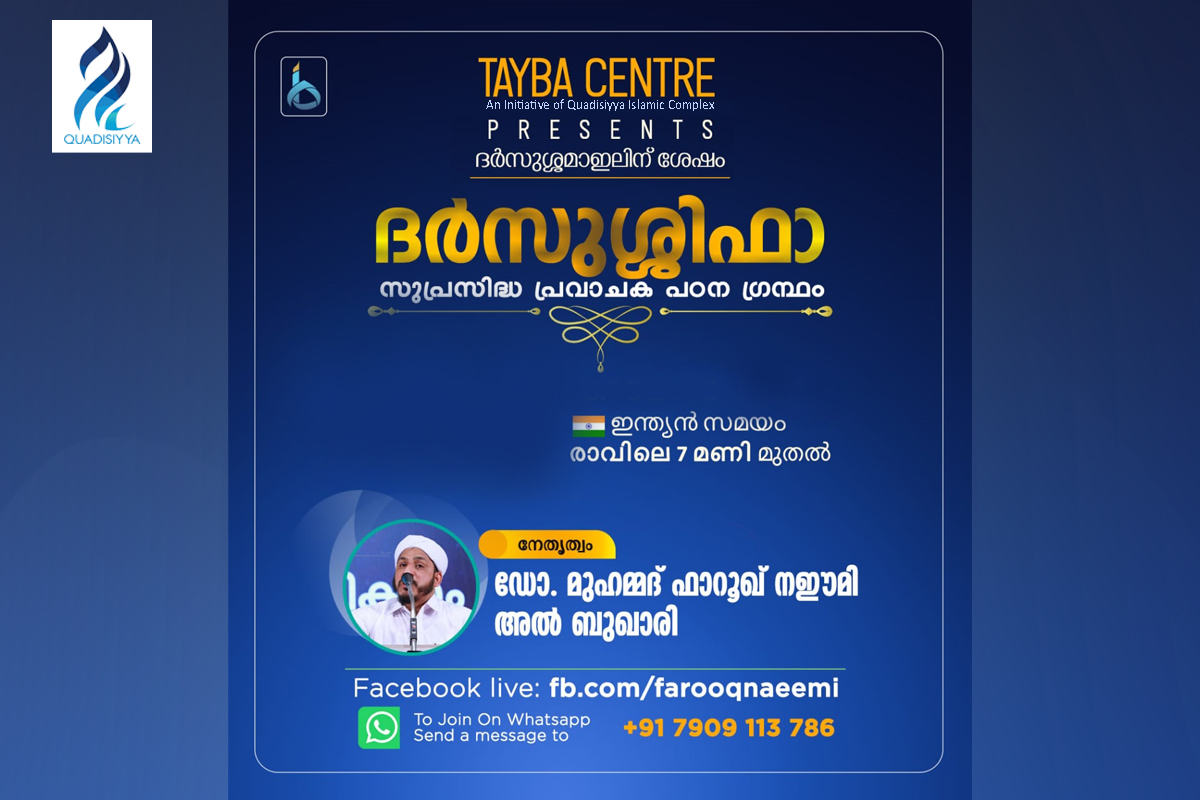 QUADISIYYA
TAYBA CENTRE
An Initiative of Quadisiyya Islamic Complex
PRESENTS
ദർസുശ്ശമാഇലിന് ശേഷം
ദർസുശ്ശിഫാ
സുപ്രസിദ്ധ പ്രവാചക പഠന ഗ്രന്ഥം
ഇന്ത്യൻ സമയം
രാവിലെ 7 മണി മുതൽ
നേതൃത്വം
ഡോ. മുഹമ്മദ് ഫാറൂഖ് നഈമി
അൽ ബുഖാരി
Facebook live: fb.com/farooqnaeemi
To Join On Whatsapp
Send a message to
+91 7909 113 786